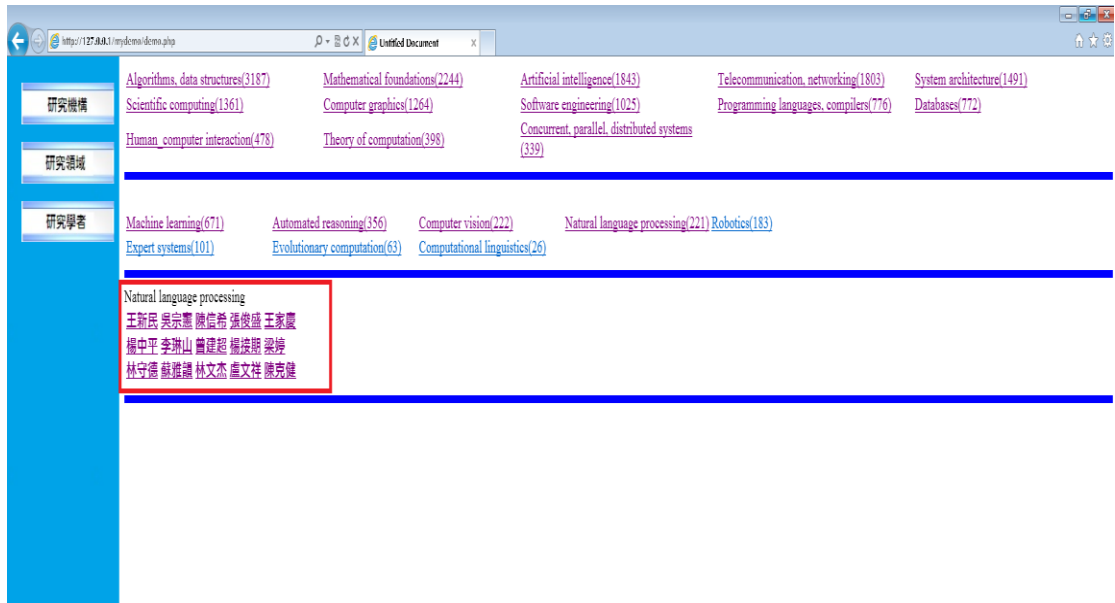 http://127.0.0.1/mydemo/demo.php
Untitled Document
研究機構
研究領域
研究學者
Algorithms, data structures(3187) Mathematical foundations(2244) Artificial intelligence(1843) Telecommunication, networking(1803) System architecture(1491)
Scientific computing(1361) Computer graphics(1264) Software engineering(1025) Programming languages, compilers(776) Databases(772)
Human_computer interaction(478) Theory of computation(398) Concurrent, parallel, distributed systems
(339)
Machine learning(671) Automated reasoning(356) Computer vision(222) Natural language processing(221) Robotics(183)
Expert systems(101) Evolutionary computation(63) Computational linguistics(26)
Natural language processing
王新民 吳宗憲 陳信希 張俊盛 王家慶
楊中平 李琳山 曾建超 楊接期 梁婷
林守德 蘇雅韻 林文杰 盧文祥 陳克健